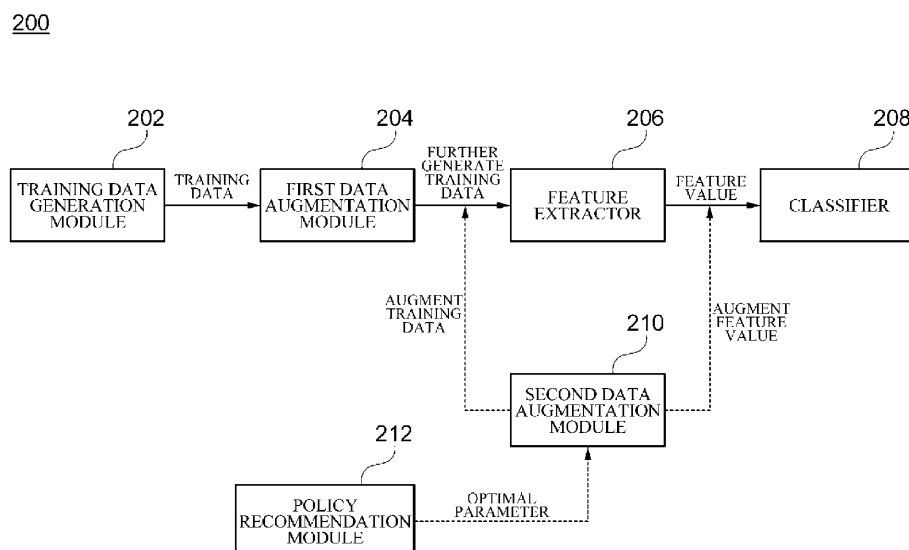 200
202
204
206
208
TRAINING DATA
GENERATION
MODULE
TRAINING
DATA
FIRST DATA
AUGMENTATION
MODULE
FURTHER
GENERATE
TRAINING
DATA
FEATURE
EXTRACTOR
FEATURE
VALUE
CLASSIFIER
AUGMENT
TRAINING
DATA
AUGMENT
FEATURE
VALUE
210
SECOND DATA
AUGMENTATION
MODULE
212
POLICY
RECOMMENDATION
MODULE
OPTIMAL
PARAMETER